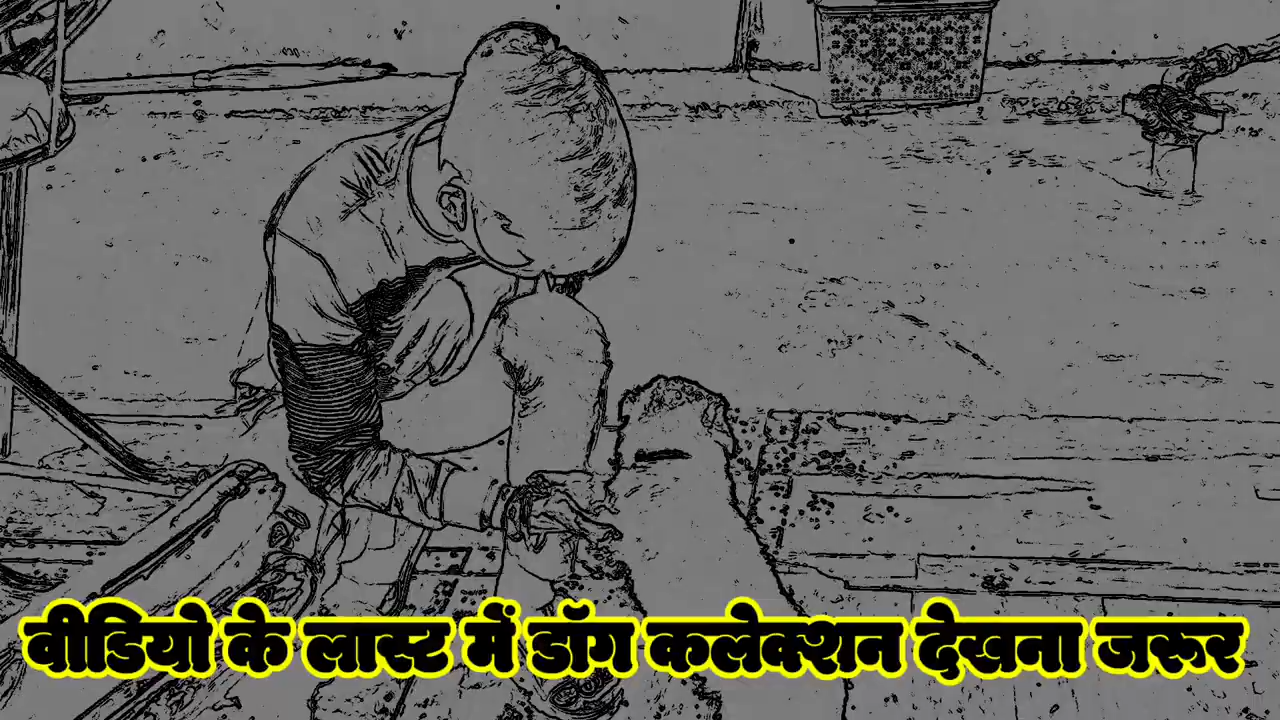 वीडियो के लास्ट में डॉग कलेक्शन देखना जरूर